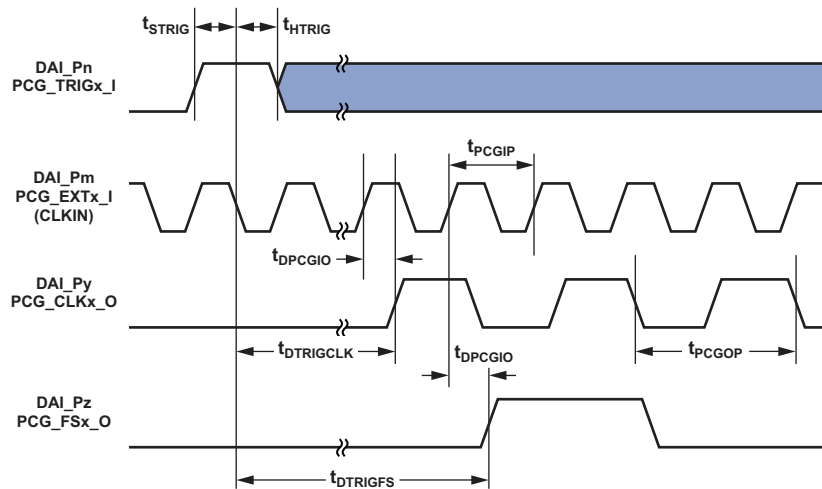 tSTRIG
tHTRIG
DAI_Pn
PCG_TRIGx_I
tPCGIP
DAI_Pm
PCG_EXTx_I
(CLKIN)
tDPCGIO
DAI_Py
PCG_CLKx_O
tDTRIGCLK
tDPCGIO
tPCGOP
DAI_Pz
PCG_FSx_O
tDTRIGFS